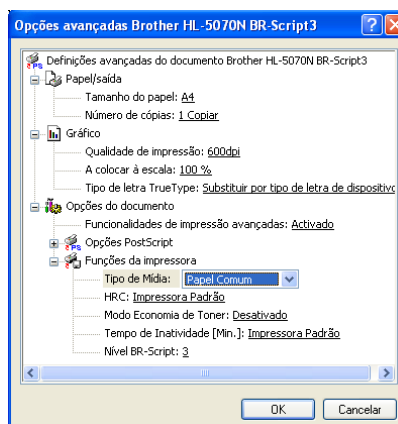 Opções avançadas Brother HL-5070N BR-Script3
Definições avançadas do documento Brother HL-5070N BR-Script3
Papel/saída
Tamanho do papel: A4
Número de cópias: 1 Copiar
Gráfico
Qualidade de impressão: 600dpi
A colocar à escala: 100 %
Tipo de letra TrueType: Substituir por tipo de letra de dispositivo
Opções do documento
Funcionalidades de impressão avançadas: Activado
Opções PostScript
Funções da impressora
Tipo de Mídia: Papel Comum
HRC: Impressora Padrão
Modo Economia de Toner: Desativado
Tempo de Inatividade [Min.]: Impressora Padrão
Nível BR-Script: 3
OK Cancelar